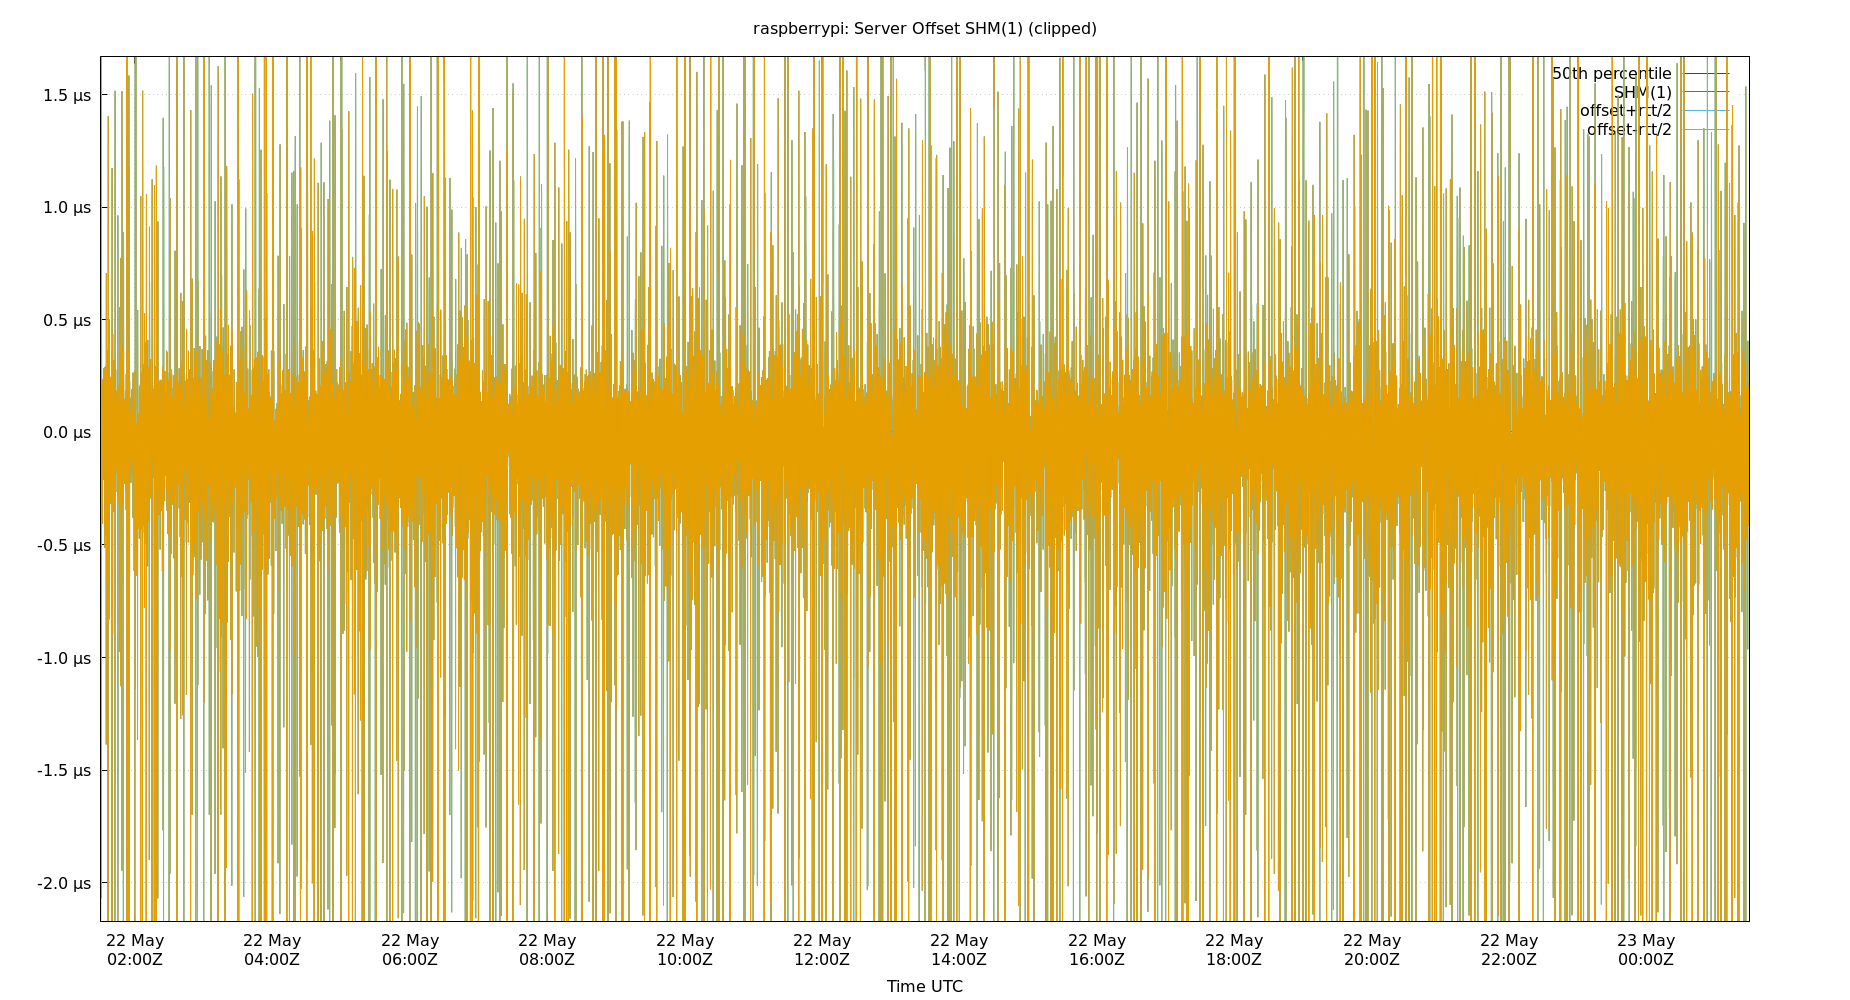 raspberrypi: Server Offset SHM(1) (clipped)
50th percentile
SHM(1)
offset+rtt/2
offset-rtt/2
1.5 µs
1.0 µs
0.5 µs
0.0 µs
-0.5 µs
-1.0 µs
-1.5 µs
-2.0 µs
22 May 22 May 22 May 22 May 22 May 22 May 22 May 22 May 22 May 22 May 22 May 23 May
02:00Z 04:00Z 06:00Z 08:00Z 10:00Z 12:00Z 14:00Z 16:00Z 18:00Z 20:00Z 22:00Z 00:00Z
Time UTC